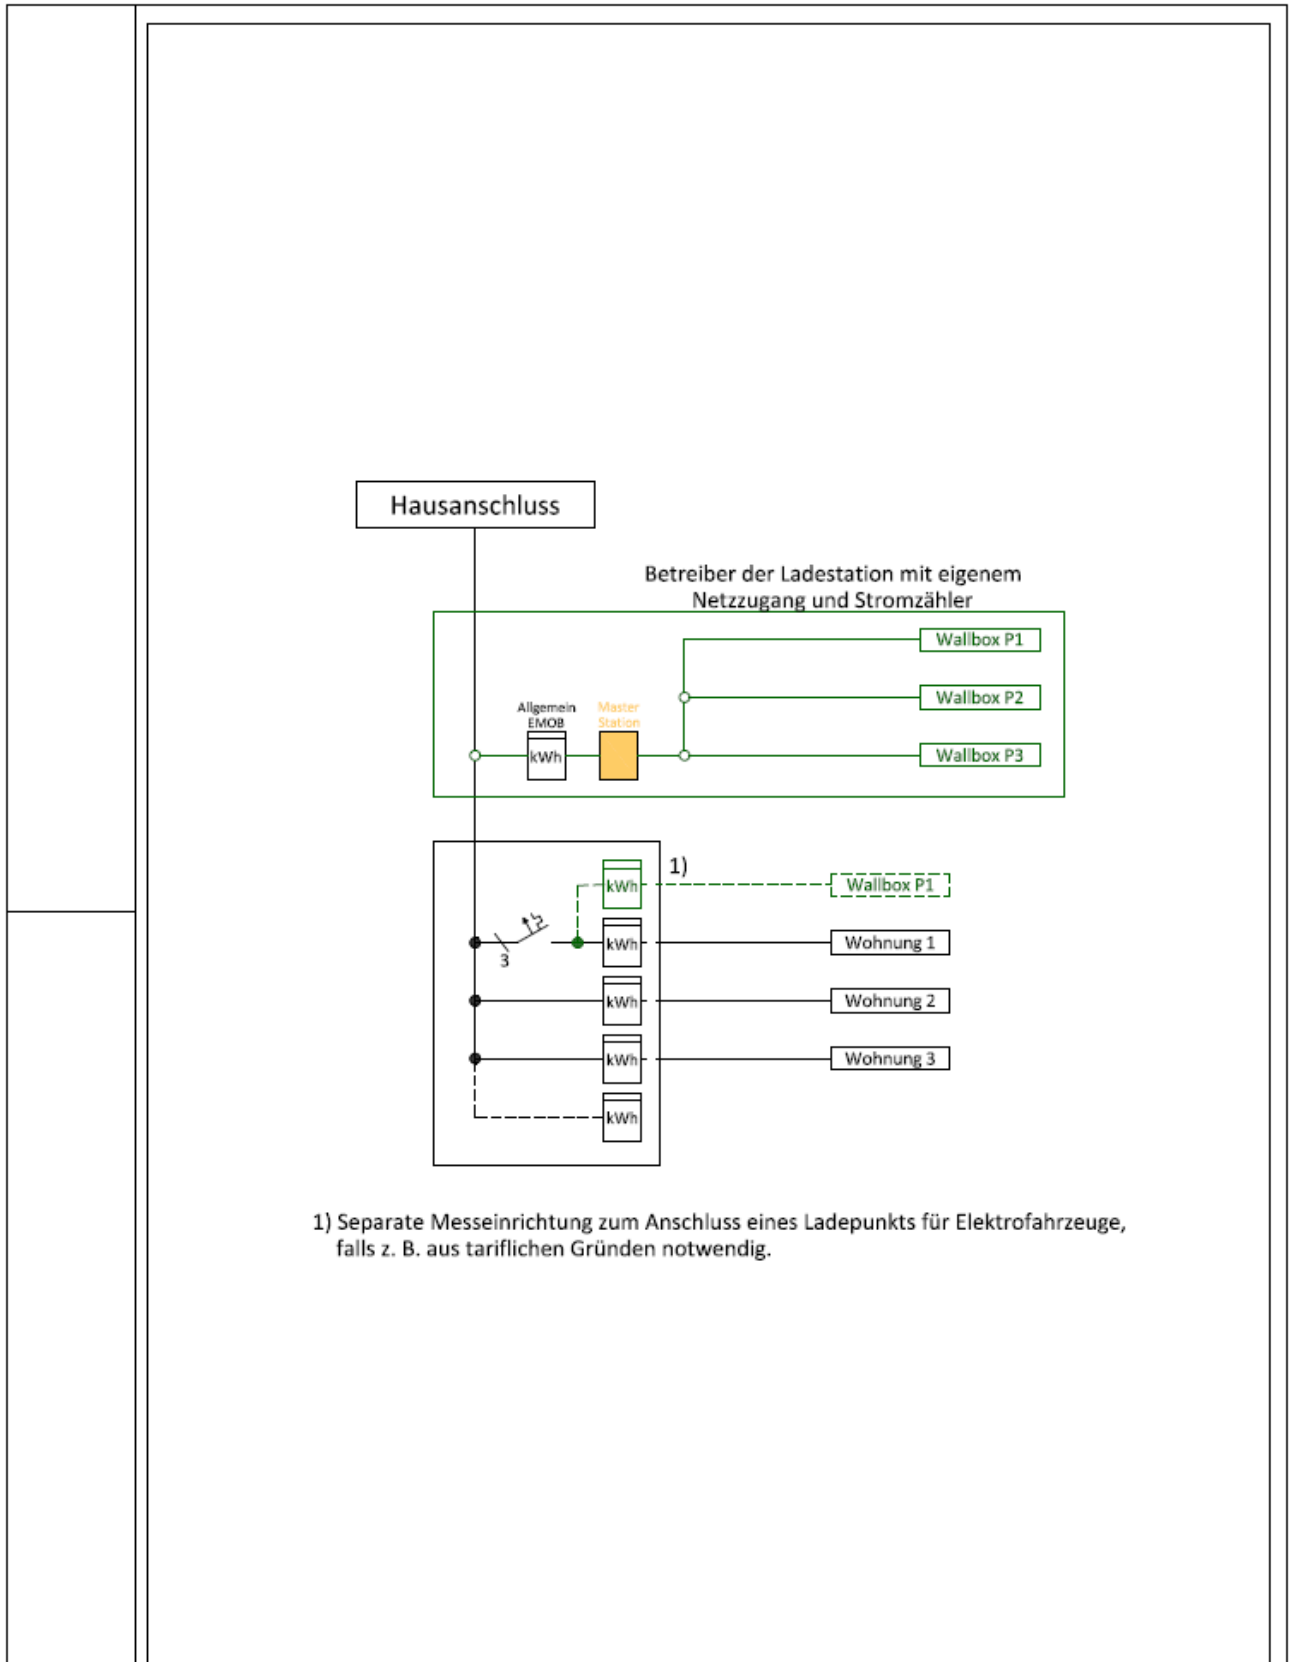 Hausanschluss
Betreiber der Ladestation mit eigenem
Netzzugang und Stromzähler
Wallbox P1
Wallbox P2
Allgemein
EMOB
Master
Station
kWh
Wallbox P3
1)
kWh
Wallbox P1
3
kWh
Wohnung 1
kWh
Wohnung 2
kWh
Wohnung 3
kWh
1) Separate Messeinrichtung zum Anschluss eines Ladepunkts für Elektrofahrzeuge,
falls z. B. aus tariflichen Gründen notwendig.